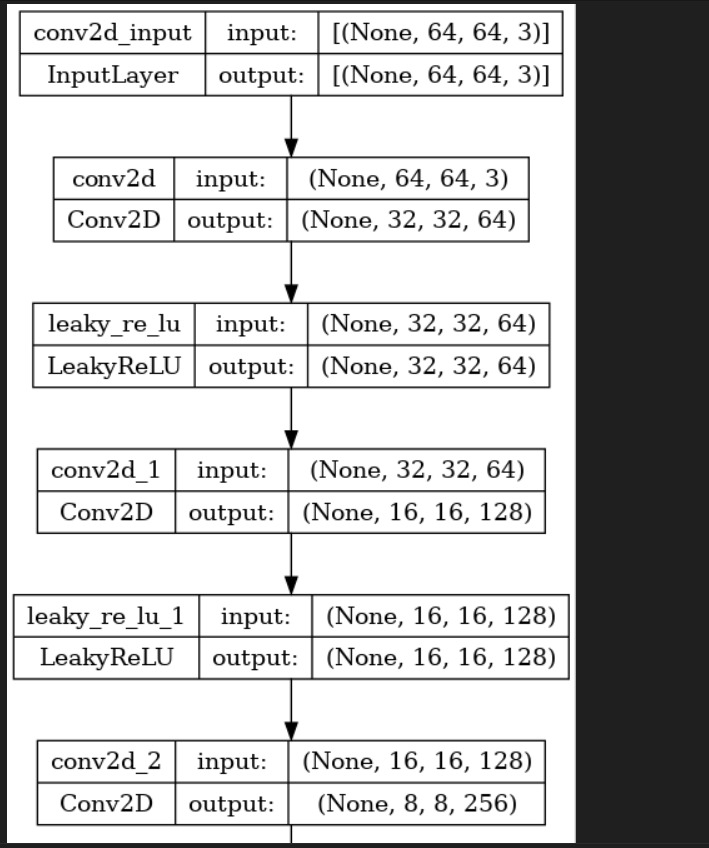 conv2d_input input: [(None, 64, 64, 3)]
InputLayer output: [(None, 64, 64, 3)]
conv2d input: (None, 64, 64, 3)
Conv2D output: (None, 32, 32, 64)
leaky_re_lu input: (None, 32, 32, 64)
LeakyReLU output: (None, 32, 32, 64)
conv2d_1 input: (None, 32, 32, 64)
Conv2D output: (None, 16, 16, 128)
leaky_re_lu_1 input: (None, 16, 16, 128)
LeakyReLU output: (None, 16, 16, 128)
conv2d_2 input: (None, 16, 16, 128)
Conv2D output: (None, 8, 8, 256)